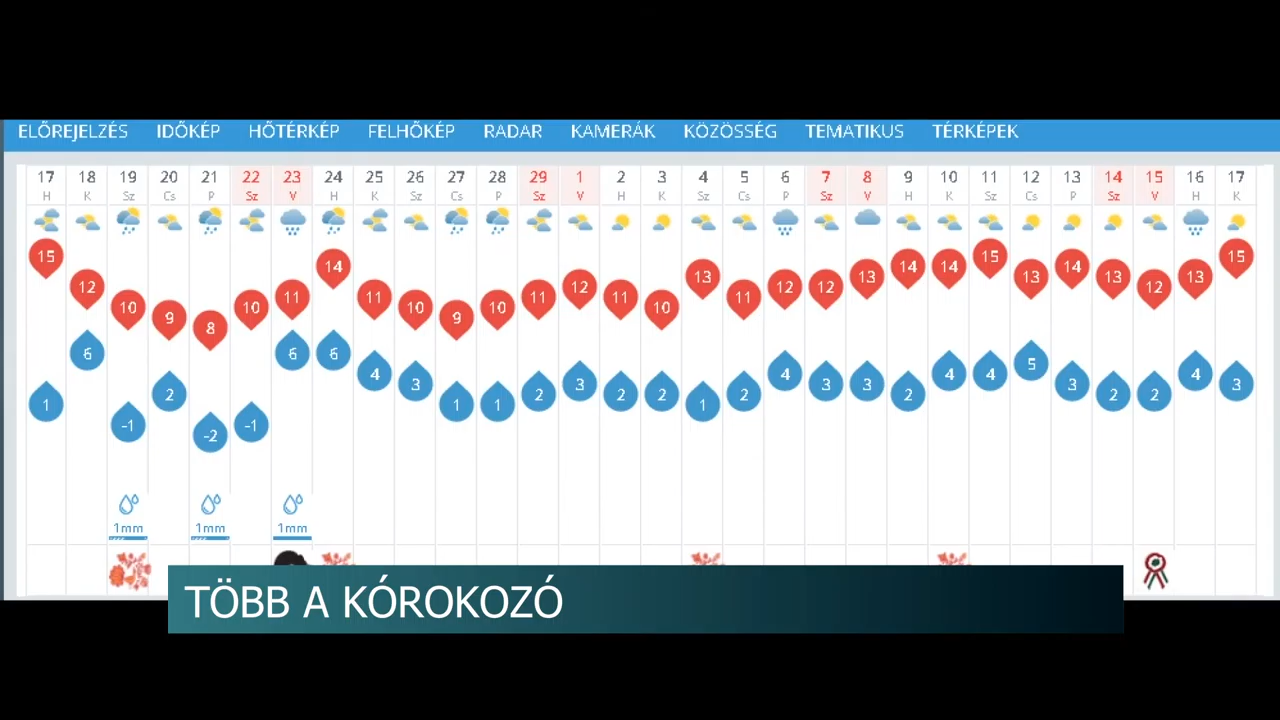 ELŐREJELZÉS IDŐKÉP HŐTÉRKÉP FELHŐKÉP RADAR KAMERÁK KÖZÖSSÉG TEMATIKUS TÉRKÉPEK
17 18 19 20 21 22 23 24 25 26 27 28 29 1 2 3 4 5 6 7 8 9 10 11 12 13 14 15 16 17
H K Sz Cs P Sz V H K Sz Cs P Sz V H K Sz Cs P Sz V H K Sz Cs P Sz V H K
15 12 10 9 8 10 11 14 11 10 9 10 11 12 11 10 13 11 12 12 13 14 14 15 13 14 13 12 13 15
1 6 -1 2 -2 -1 6 6 4 3 1 1 2 3 2 2 1 2 4 3 3 2 4 4 5 3 2 2 4 3
1mm 1mm 1mm
TÖBB A KÓROKOZÓ